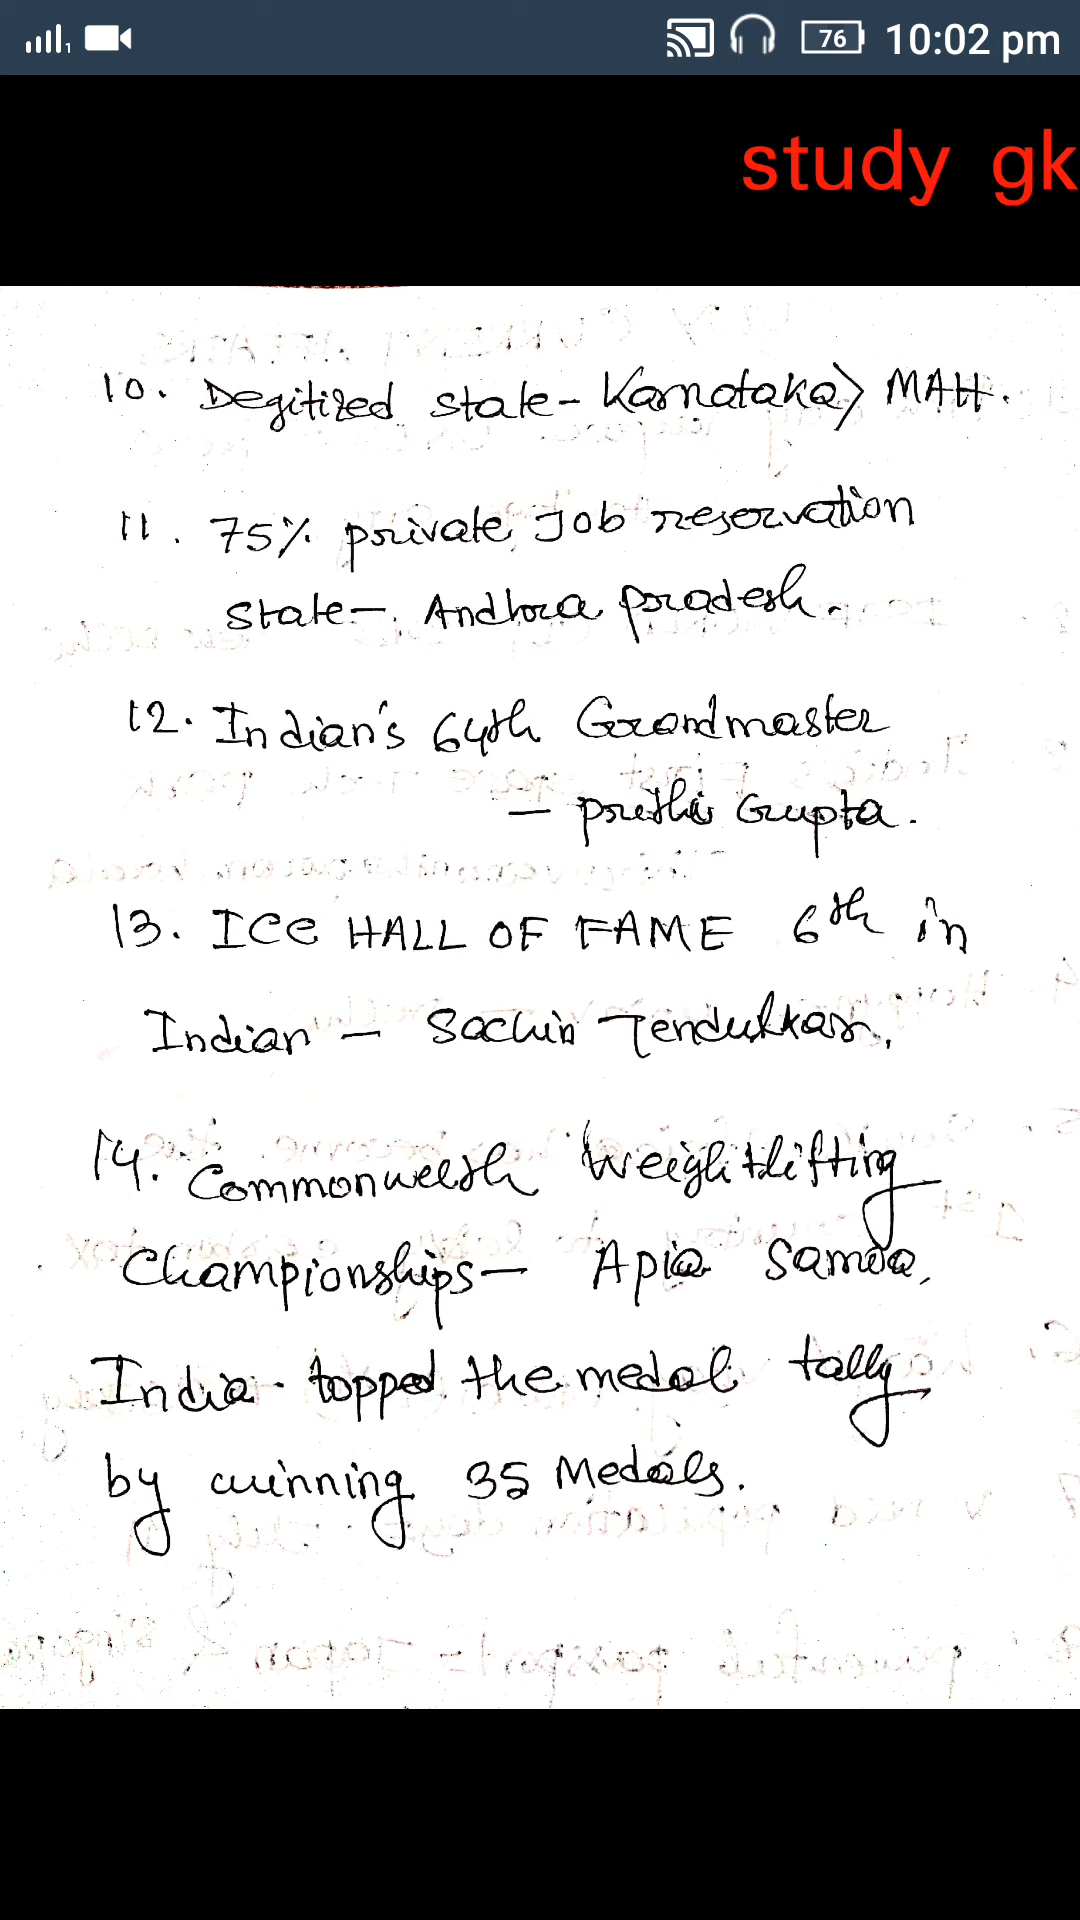 10:02 pm
76
study gk
10. Degitized state - Karnataka > MAH.
11. 75% private Job reservation
state -. Andhra pradesh.
12. Indian's 64th Grandmaster
- prithi Gupta.
13. ICC HALL OF FAME 6th in
Indian - Sachin Tendulkar.
14. Commonwelth Weightlifting
Championships - Apia Samoa,
India topped the medal tally
by winning 35 Medals.